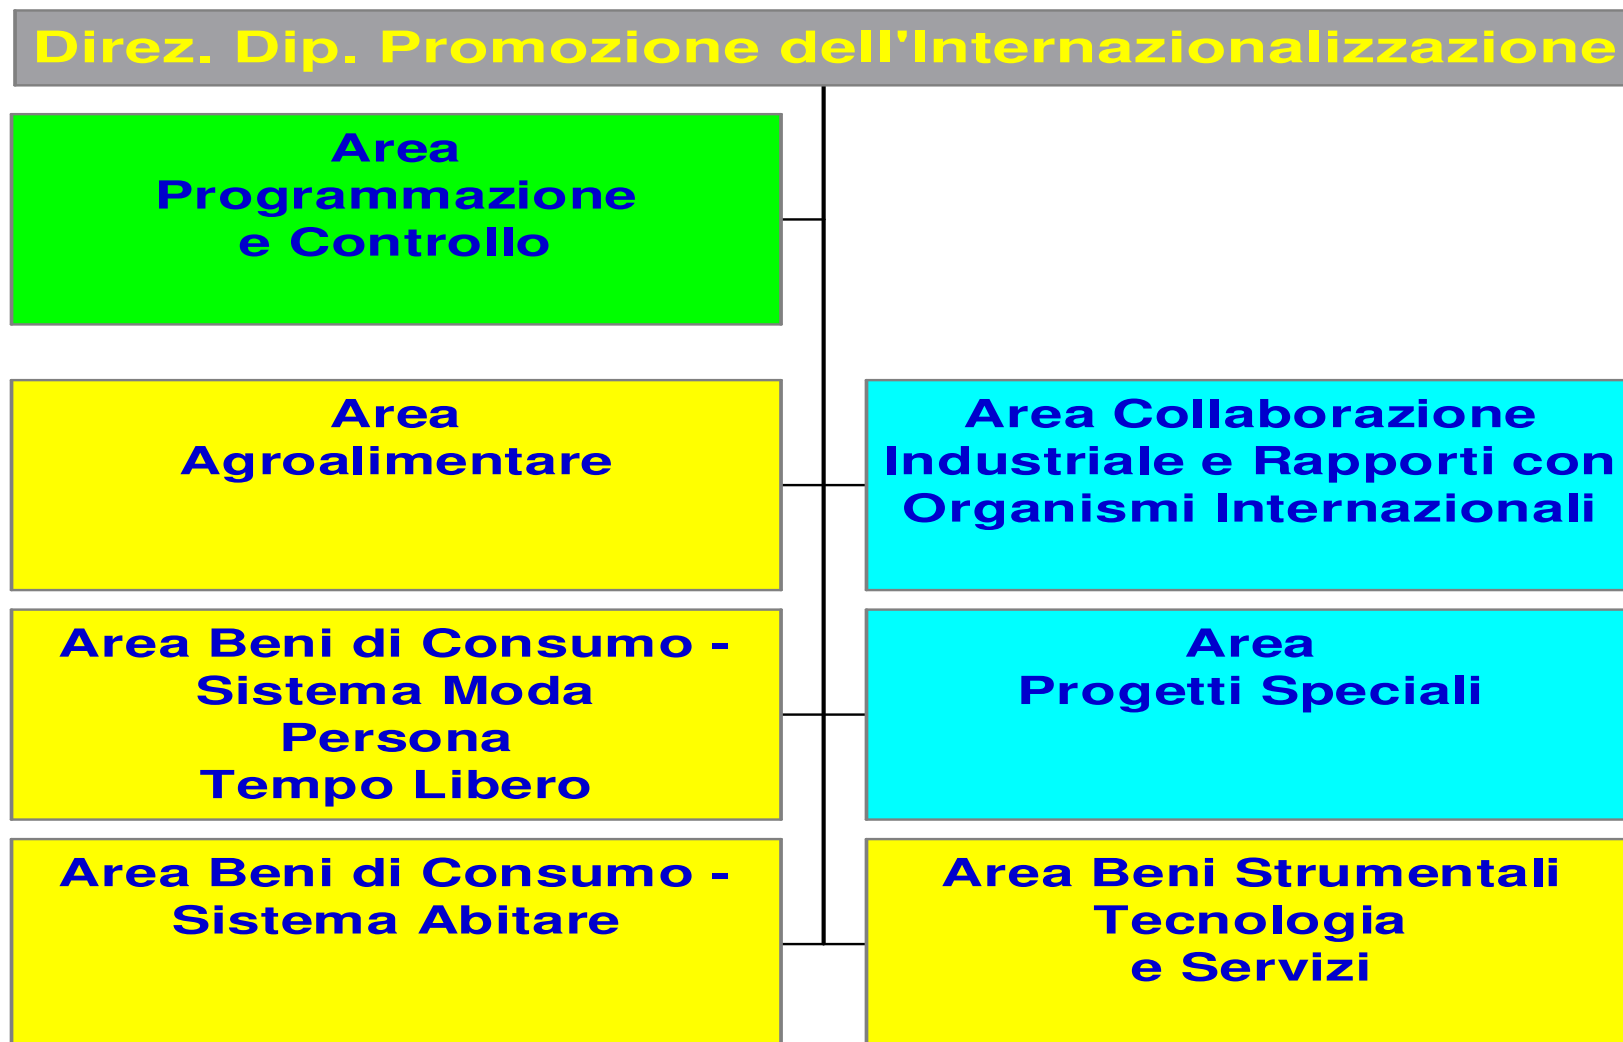 Direz. Dip. Promozione dell'Internazionalizzazione
Area
Programmazione
e Controllo
Area
Agroalimentare
Area Collaborazione
Industriale e Rapporti con
Organismi Internazionali
Area Beni di Consumo -
Sistema Moda
Persona
Tempo Libero
Area
Progetti Speciali
Area Beni di Consumo -
Sistema Abitare
Area Beni Strumentali
Tecnologia
e Servizi